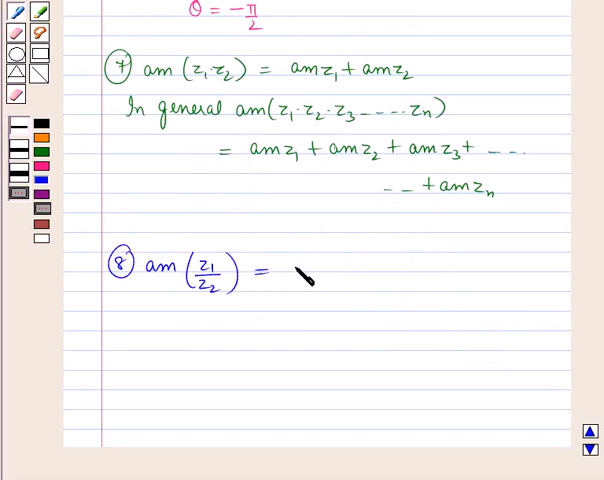 θ = -π/2
⑦ am (z₁·z₂) = amz₁ + amz₂
In general am(z₁·z₂·z₃ - - - - - zₙ)
= amz₁ + amz₂ + amz₃ + - - - -
- - + amzₙ
⑧ am (z₁/z₂) =